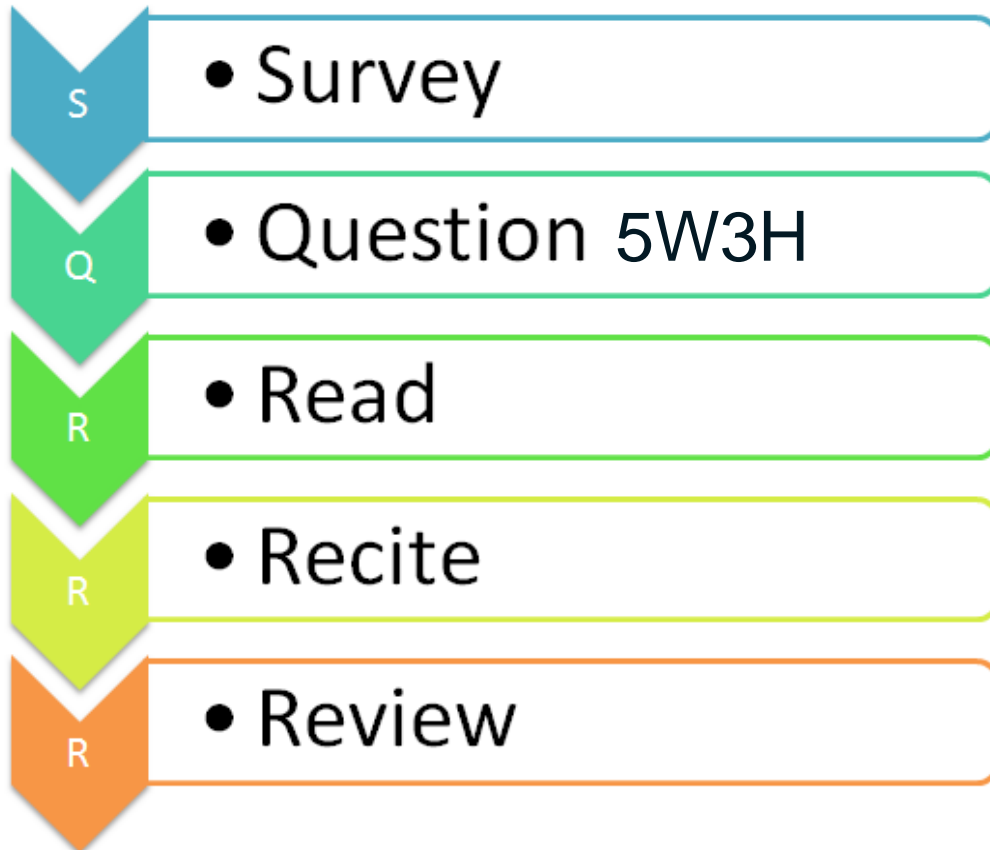 S • Survey
Q • Question 5W3H
R • Read
R • Recite
R • Review